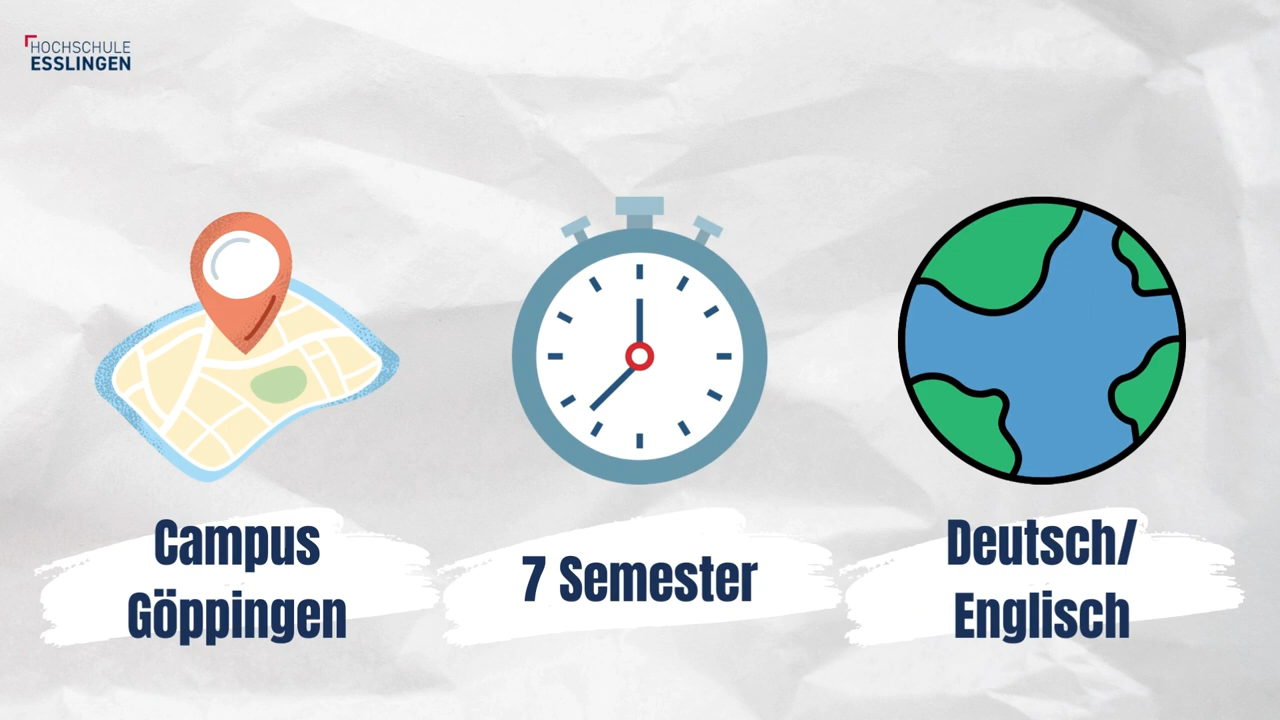 HOCHSCHULE
ESSLINGEN
Campus
Göppingen
7 Semester
Deutsch/
Englisch